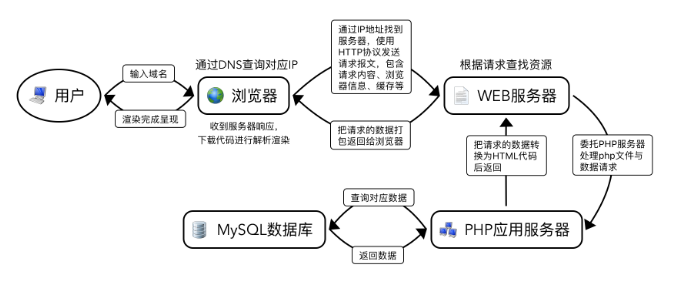 通过IP地址找到
服务器，使用
HTTP协议发送
请求报文，包含
请求内容、浏览
器信息、缓存等
通过DNS查询对应IP
根据请求查找资源
输入域名
用户
浏览器
WEB服务器
渲染完成呈现
收到服务器响应，
下载代码进行解析渲染
把请求的数据打
包返回给浏览器
把请求的数据转
换为HTML代码
后返回
委托PHP服务器
处理php文件与
数据请求
查询对应数据
MySQL数据库
PHP应用服务器
返回数据